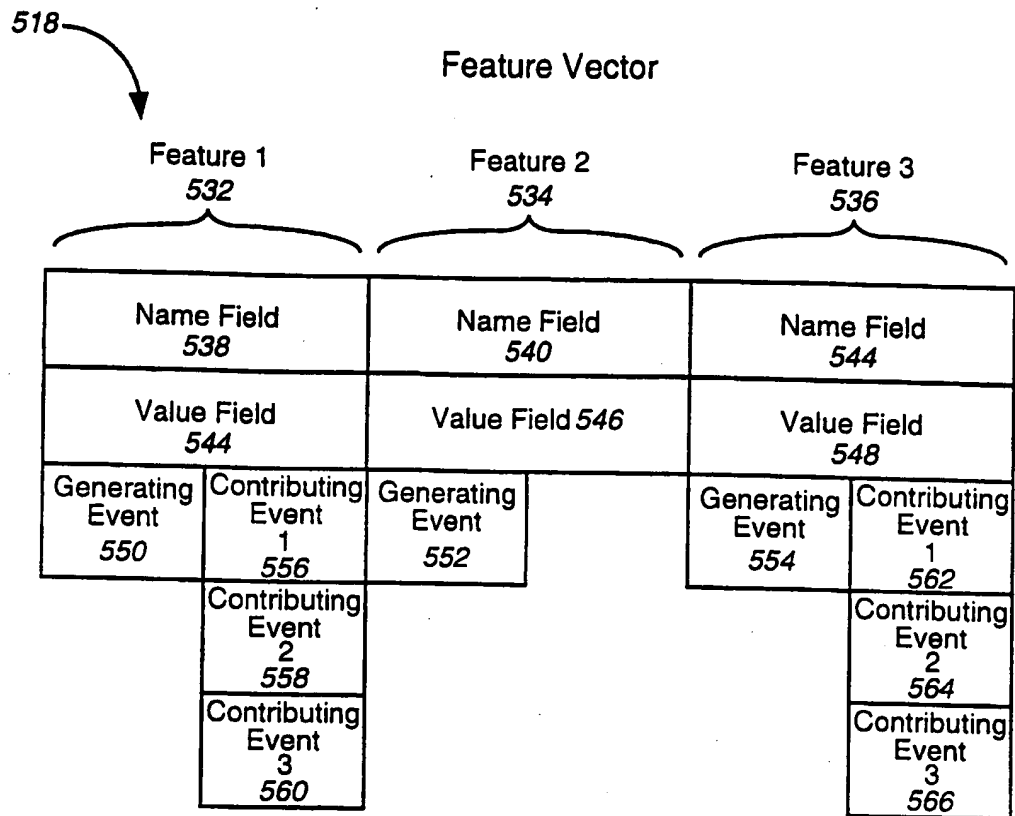 518
Feature Vector
Feature 1
532
Feature 2
534
Feature 3
536
Name Field
538
Name Field
540
Name Field
544
Value Field
544
Value Field 546
Value Field
548
Generating
Event
550
Contributing
Event
1
556
Generating
Event
552
Generating
Event
554
Contributing
Event
1
562
Contributing
Event
2
558
Contributing
Event
2
564
Contributing
Event
3
560
Contributing
Event
3
566